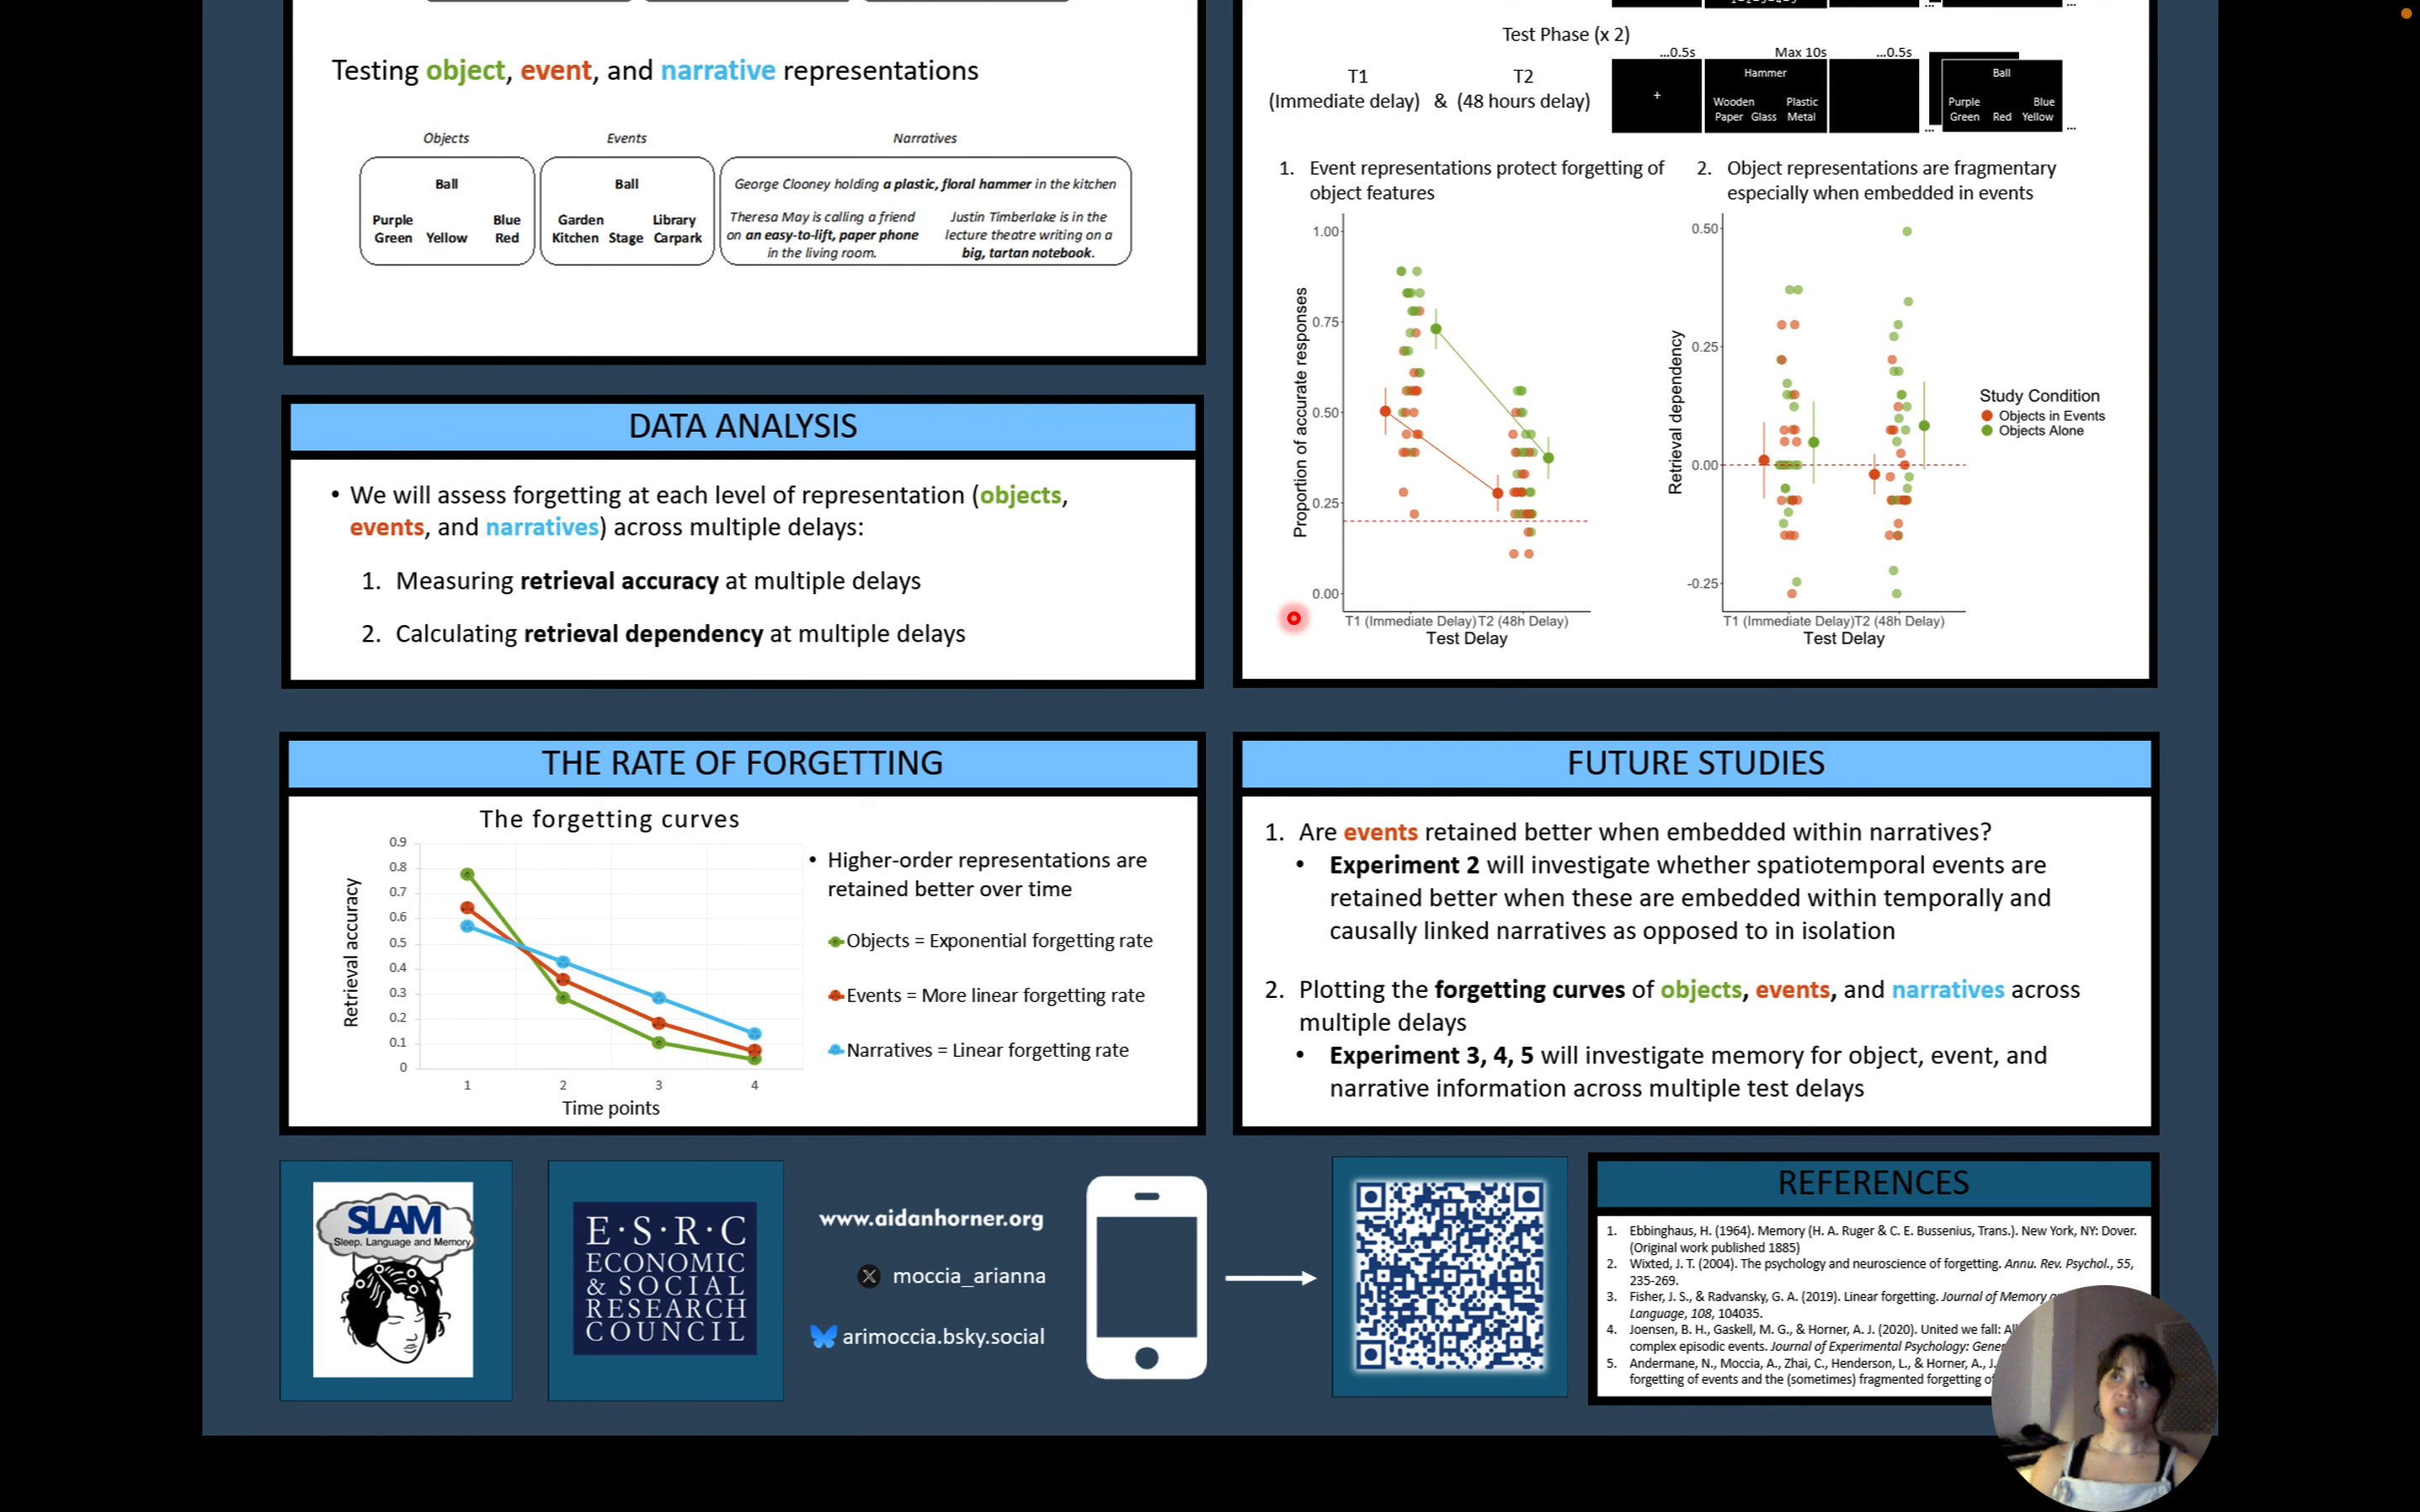 Testing object, event, and narrative representations
Objects
Events
Narratives
Ball
Purple Blue
Green Yellow Red
Ball
Garden Library
Kitchen Stage Carpark
George Clooney holding a plastic, floral hammer in the kitchen
Theresa May is calling a friend
on an easy-to-lift, paper phone
in the living room.
Justin Timberlake is in the
lecture theatre writing on a
big, tartan notebook.
DATA ANALYSIS
• We will assess forgetting at each level of representation (objects,
events, and narratives) across multiple delays:
1. Measuring retrieval accuracy at multiple delays
2. Calculating retrieval dependency at multiple delays
THE RATE OF FORGETTING
The forgetting curves
Retrieval accuracy
0.9
0.8
0.7
0.6
0.5
0.4
0.3
0.2
0.1
0
1 2 3 4
Time points
• Higher-order representations are
retained better over time
Objects = Exponential forgetting rate
Events = More linear forgetting rate
Narratives = Linear forgetting rate
Test Phase (x 2)
T1 T2
(Immediate delay) & (48 hours delay)
...0.5s Max 10s ...0.5s
+
Hammer
Wooden Plastic
Paper Glass Metal
...
Ball
Purple Blue
Green Red Yellow
...
1. Event representations protect forgetting of
object features
2. Object representations are fragmentary
especially when embedded in events
Proportion of accurate responses
1.00
0.75
0.50
0.25
0.00
T1 (Immediate Delay) T2 (48h Delay)
Test Delay
Retrieval dependency
0.50
0.25
0.00
-0.25
T1 (Immediate Delay) T2 (48h Delay)
Test Delay
Study Condition
Objects in Events
Objects Alone
FUTURE STUDIES
1. Are events retained better when embedded within narratives?
• Experiment 2 will investigate whether spatiotemporal events are
retained better when these are embedded within temporally and
causally linked narratives as opposed to in isolation
2. Plotting the forgetting curves of objects, events, and narratives across
multiple delays
• Experiment 3, 4, 5 will investigate memory for object, event, and
narrative information across multiple test delays
SLAM
Sleep, Language and Memory
E·S·R·C
ECONOMIC
& SOCIAL
RESEARCH
COUNCIL
www.aidanhorner.org
moccia_arianna
arimoccia.bsky.social
REFERENCES
1. Ebbinghaus, H. (1964). Memory (H. A. Ruger & C. E. Bussenius, Trans.). New York, NY: Dover.
(Original work published 1885)
2. Wixted, J. T. (2004). The psychology and neuroscience of forgetting. Annu. Rev. Psychol., 55,
235-269.
3. Fisher, J. S., & Radvansky, G. A. (2019). Linear forgetting. Journal of Memory
Language, 108, 104035.
4. Joensen, B. H., Gaskell, M. G., & Horner, A. J. (2020). United we fall:
complex episodic events. Journal of Experimental Psychology:
5. Andermane, N., Moccia, A., Zhai, C., Henderson, L., & Horner, A., J.
forgetting of events and the (sometimes) fragmented forgetting